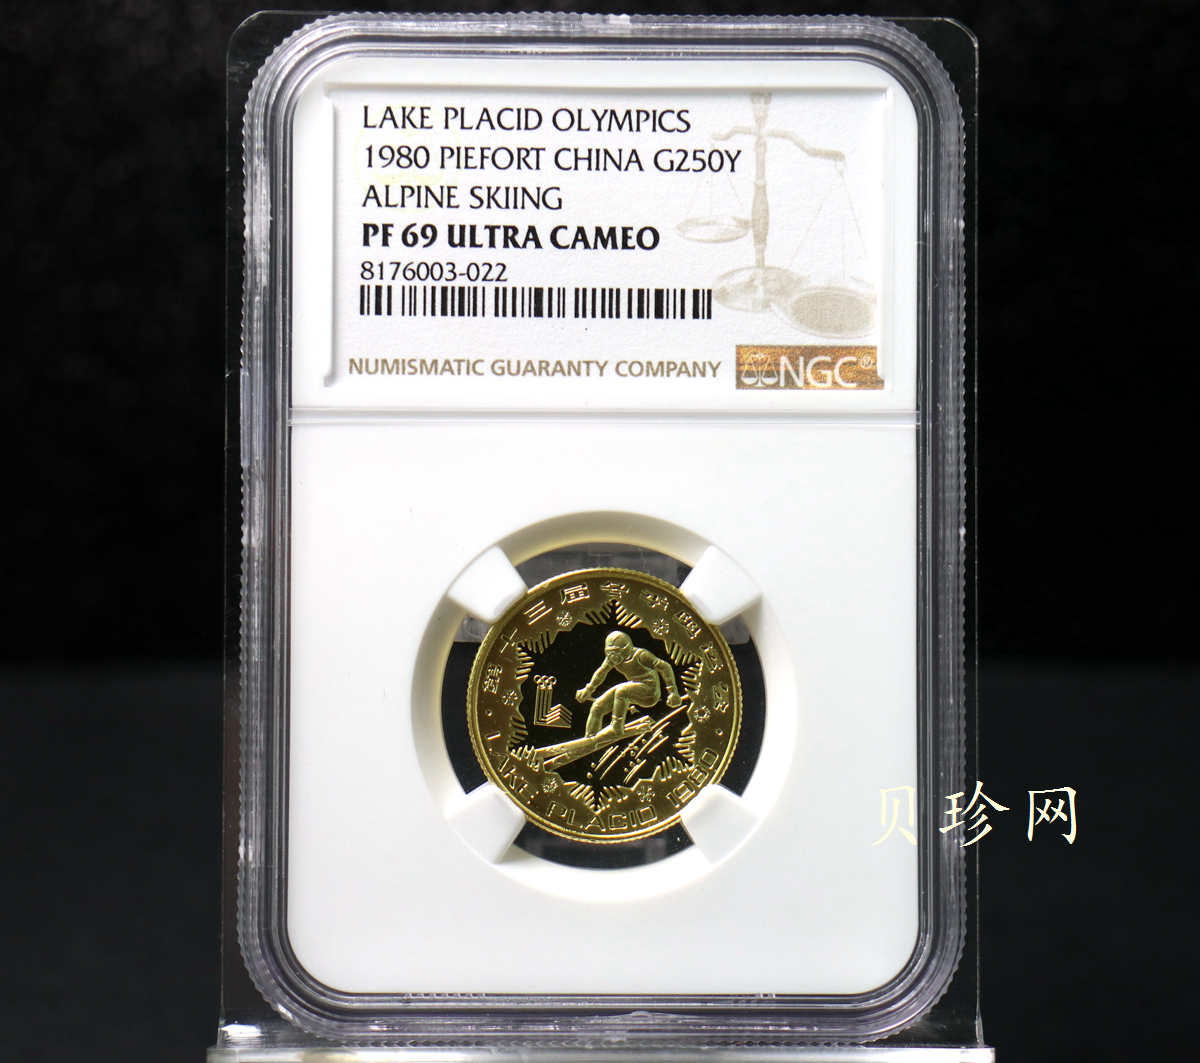 LAKE PLACID OLYMPICS
1980 PIEFORT CHINA G250Y
ALPINE SKIING
PF 69 ULTRA CAMEO
8176003-022
NUMISMATIC GUARANTY COMPANY
NGC®
第十三届冬季奥运会
LAKE PLACID 1980
贝珍网